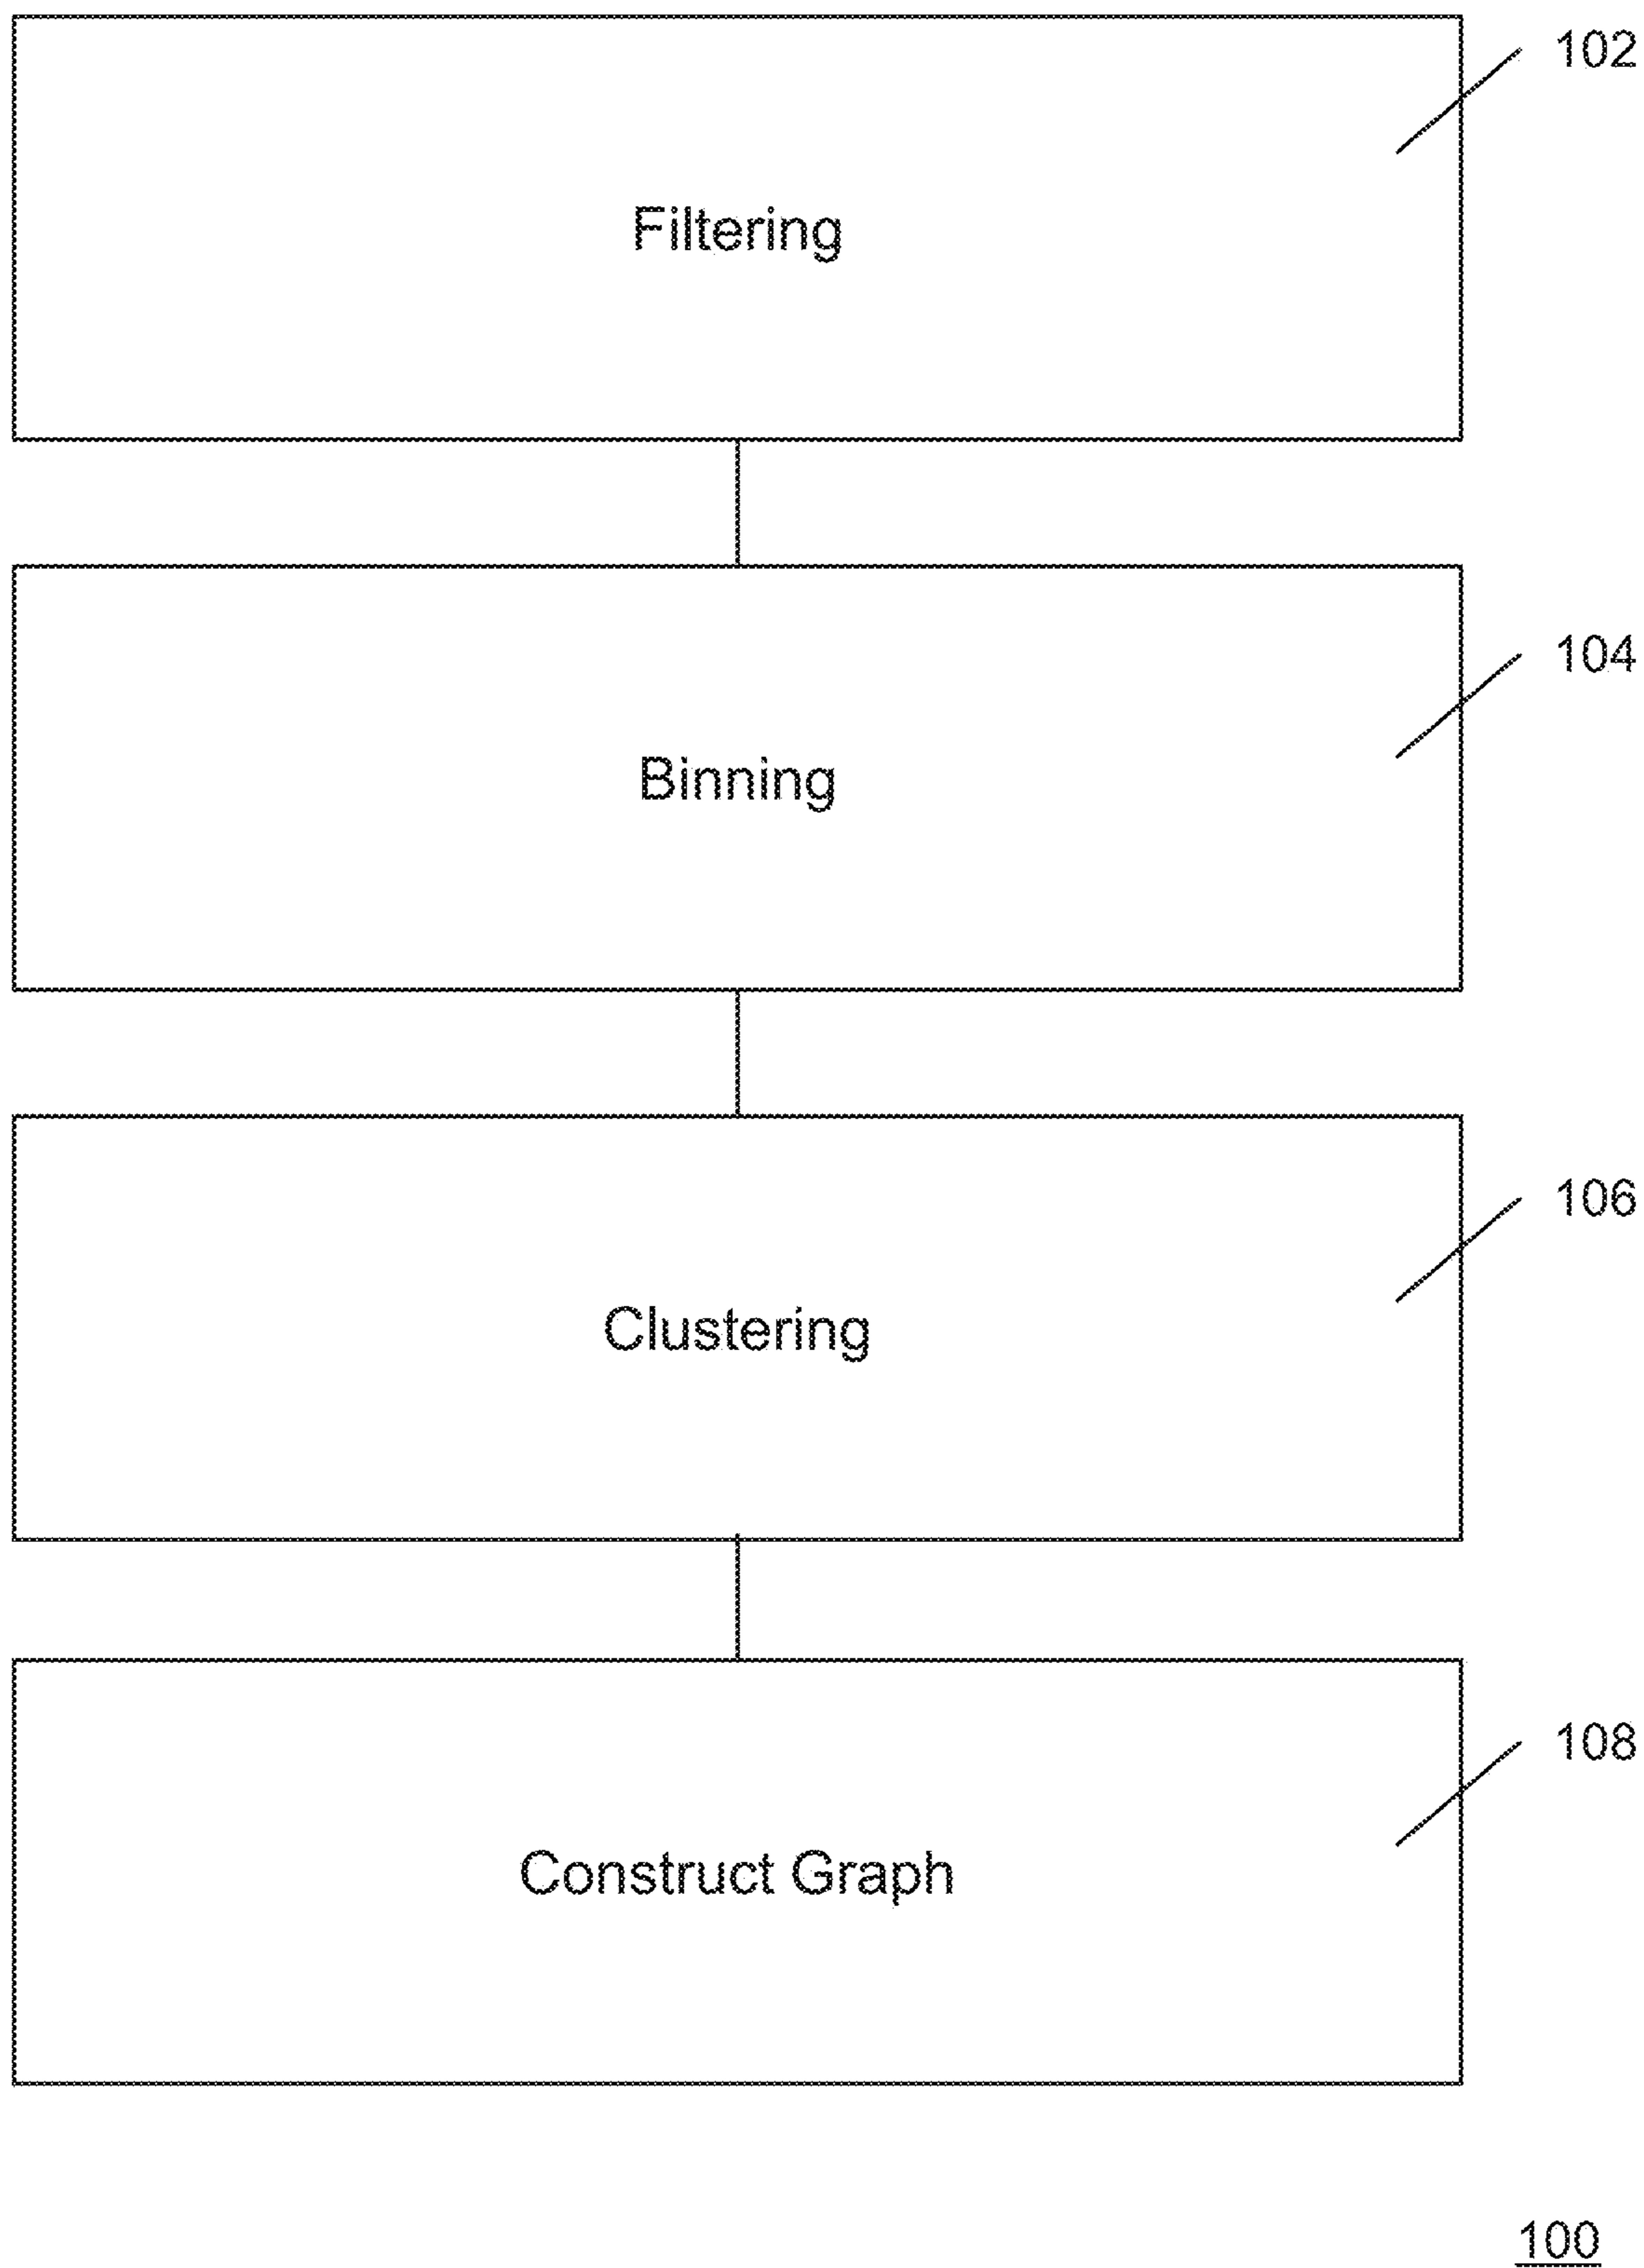 102
Filtering
104
Binning
106
Clustering
108
Construct Graph
100